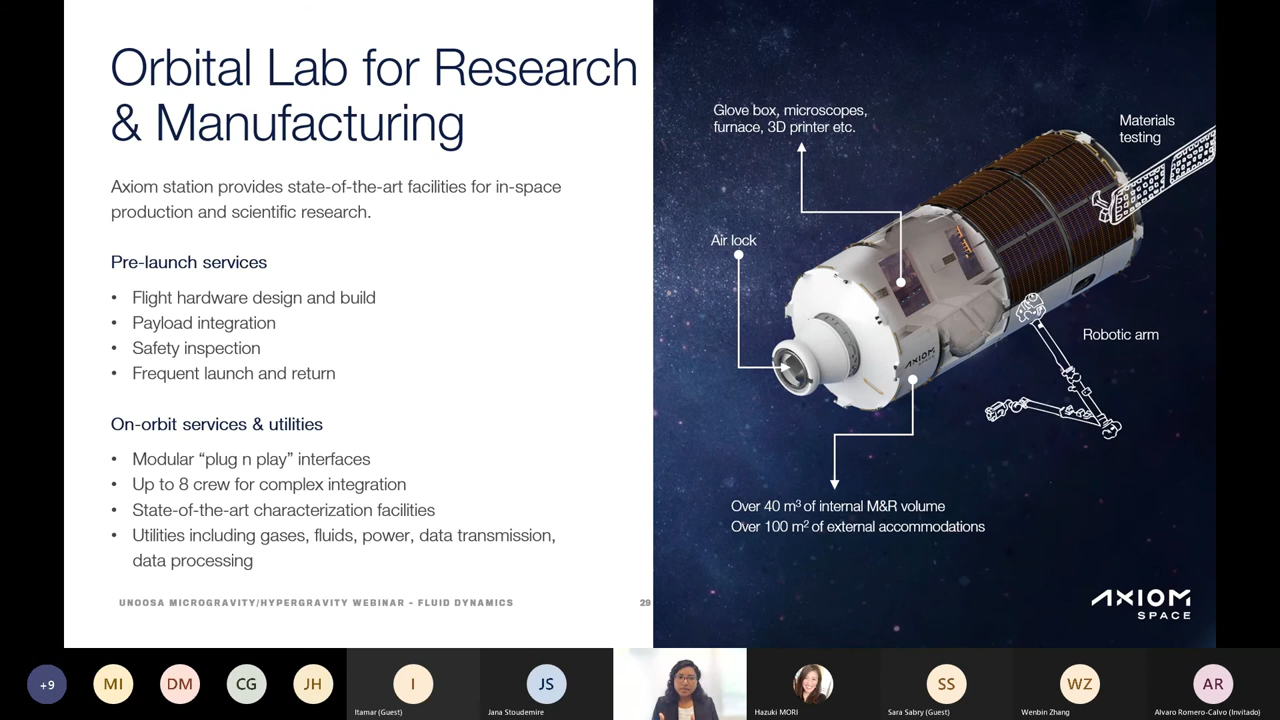 Orbital Lab for Research
& Manufacturing
Axiom station provides state-of-the-art facilities for in-space
production and scientific research.
Pre-launch services
• Flight hardware design and build
• Payload integration
• Safety inspection
• Frequent launch and return
On-orbit services & utilities
• Modular “plug n play” interfaces
• Up to 8 crew for complex integration
• State-of-the-art characterization facilities
• Utilities including gases, fluids, power, data transmission,
data processing
UNOOSA MICROGRAVITY/HYPERGRAVITY WEBINAR - FLUID DYNAMICS
29
Glove box, microscopes,
furnace, 3D printer etc.
Materials
testing
Air lock
Robotic arm
AXIOM
SPACE
Over 40 m³ of internal M&R volume
Over 100 m² of external accommodations
AXIOM
SPACE
+9
MI
DM
CG
JH
I
Itamar (Guest)
JS
Jana Stoudemire
Hazuki MORI
SS
Sara Sabry (Guest)
WZ
Wenbin Zhang
AR
Alvaro Romero-Calvo (Invitado)